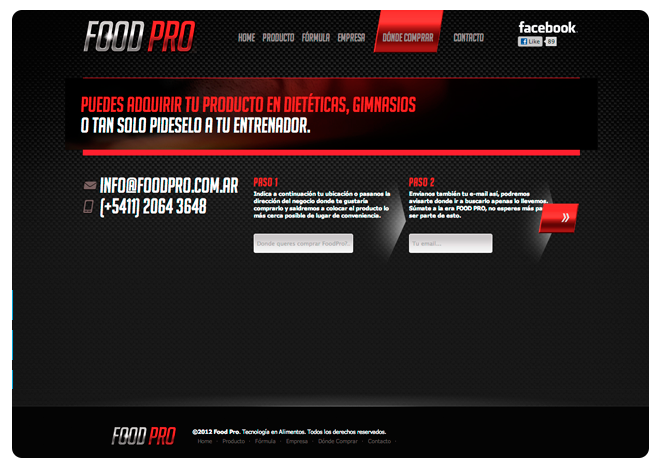 FOOD PRO
HOME PRODUCTO FÓRMULA EMPRESA DÓNDE COMPRAR CONTACTO
facebook
Like 89
PUEDES ADQUIRIR TU PRODUCTO EN DIETÉTICAS, GIMNASIOS
O TAN SOLO PIDESELO A TU ENTRENADOR.
INFO@FOODPRO.COM.AR
(+5411) 2064 3648
PASO 1
Indica a continuación tu ubicación o pasanos la
dirección del negocio donde te gustaría
comprarlo y saldremos a colocar el producto lo
más cerca posible de lugar de conveniencia.
Donde queres comprar FoodPro?
PASO 2
Envíanos también tu e-mail así, podremos
avisarte donde ir a buscarlo apenas lo llevemos.
Súmate a la era FOOD PRO, no esperes más pa
ser parte de esto.
Tu email...
»
FOOD PRO
©2012 Food Pro. Tecnología en Alimentos. Todos los derechos reservados.
Home · Producto · Fórmula · Empresa · Dónde Comprar · Contacto ·